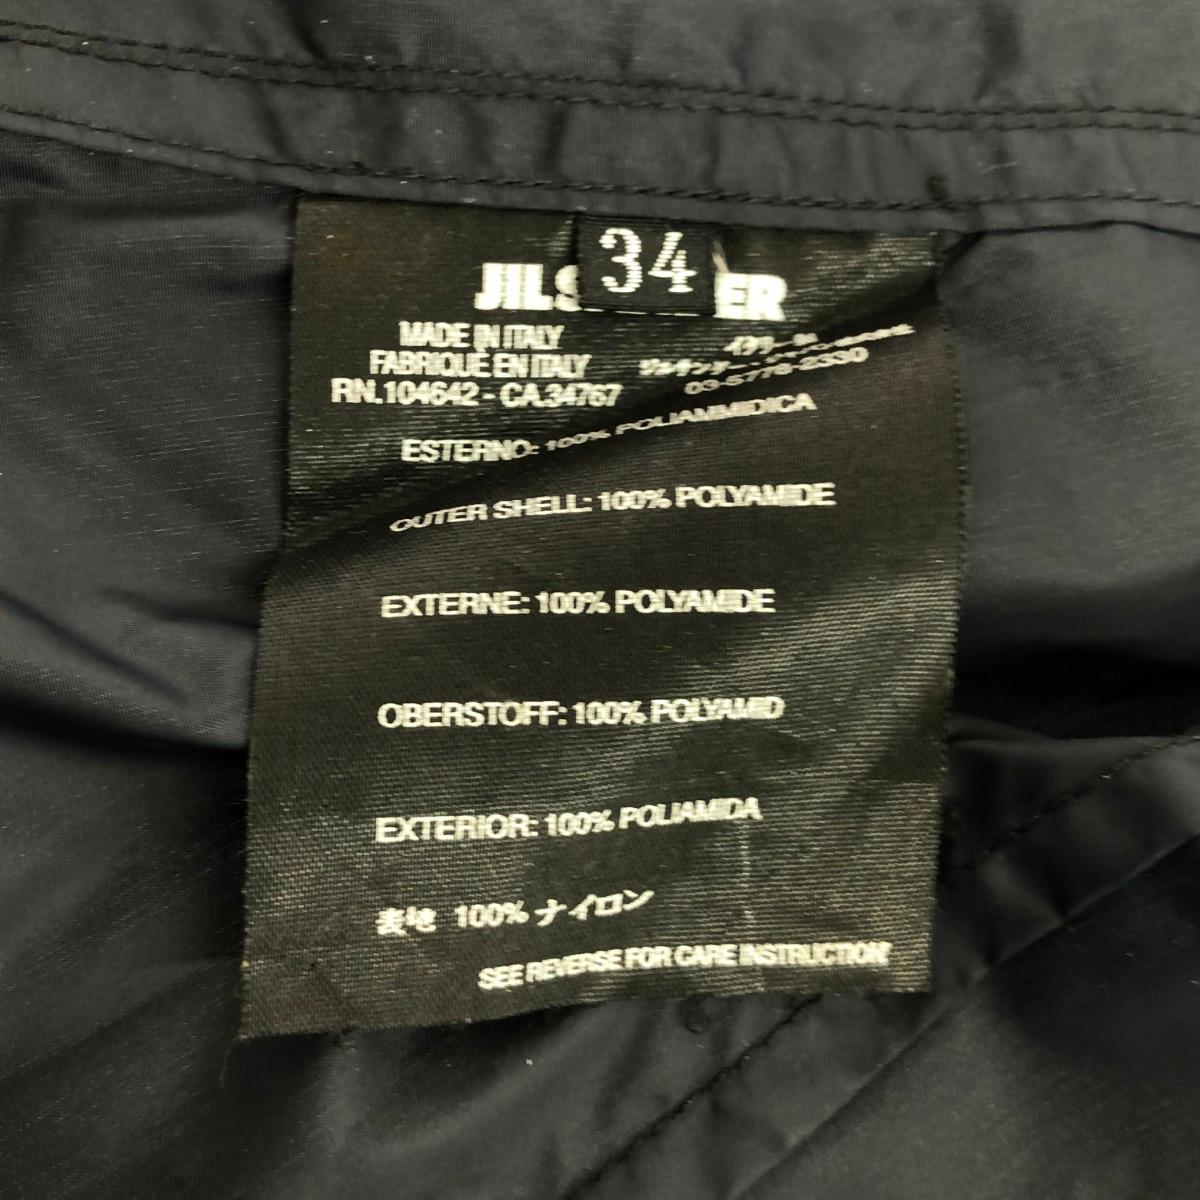 34
JIL S ER
MADE IN ITALY
FABRIQUE EN ITALY
RN.104642 - CA.34767
03-5778-2330
ESTERNO: 100% POLIAMMIDICA
OUTER SHELL: 100% POLYAMIDE
EXTERNE: 100% POLYAMIDE
OBERSTOFF: 100% POLYAMID
EXTERIOR: 100% POLIAMIDA
表地 100% ナイロン
SEE REVERSE FOR CARE INSTRUCTION